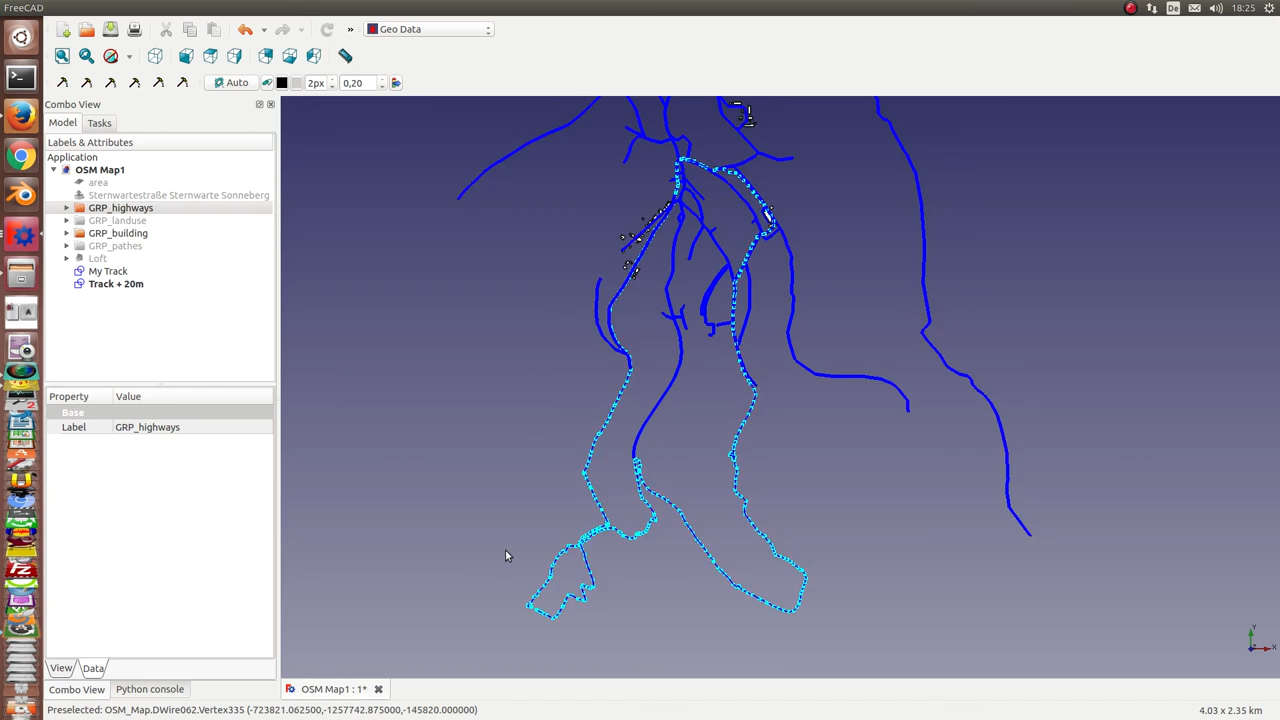 FreeCAD
De
18:25
Geo Data
Auto
2px
0,20
Combo View
Model
Tasks
Labels & Attributes
Application
OSM Map1
area
Sternwartestraße Sternwarte Sonneberg
GRP_highways
GRP_landuse
GRP_building
GRP_pathes
Loft
My Track
Track + 20m
Property
Value
Base
Label
GRP_highways
View
Data
Combo View
Python console
OSM Map1 : 1*
Y
X
Preselected: OSM_Map.DWire062.Vertex335 (-723821.062500,-1257742.875000,-145820.000000)
4.03 x 2.35 km